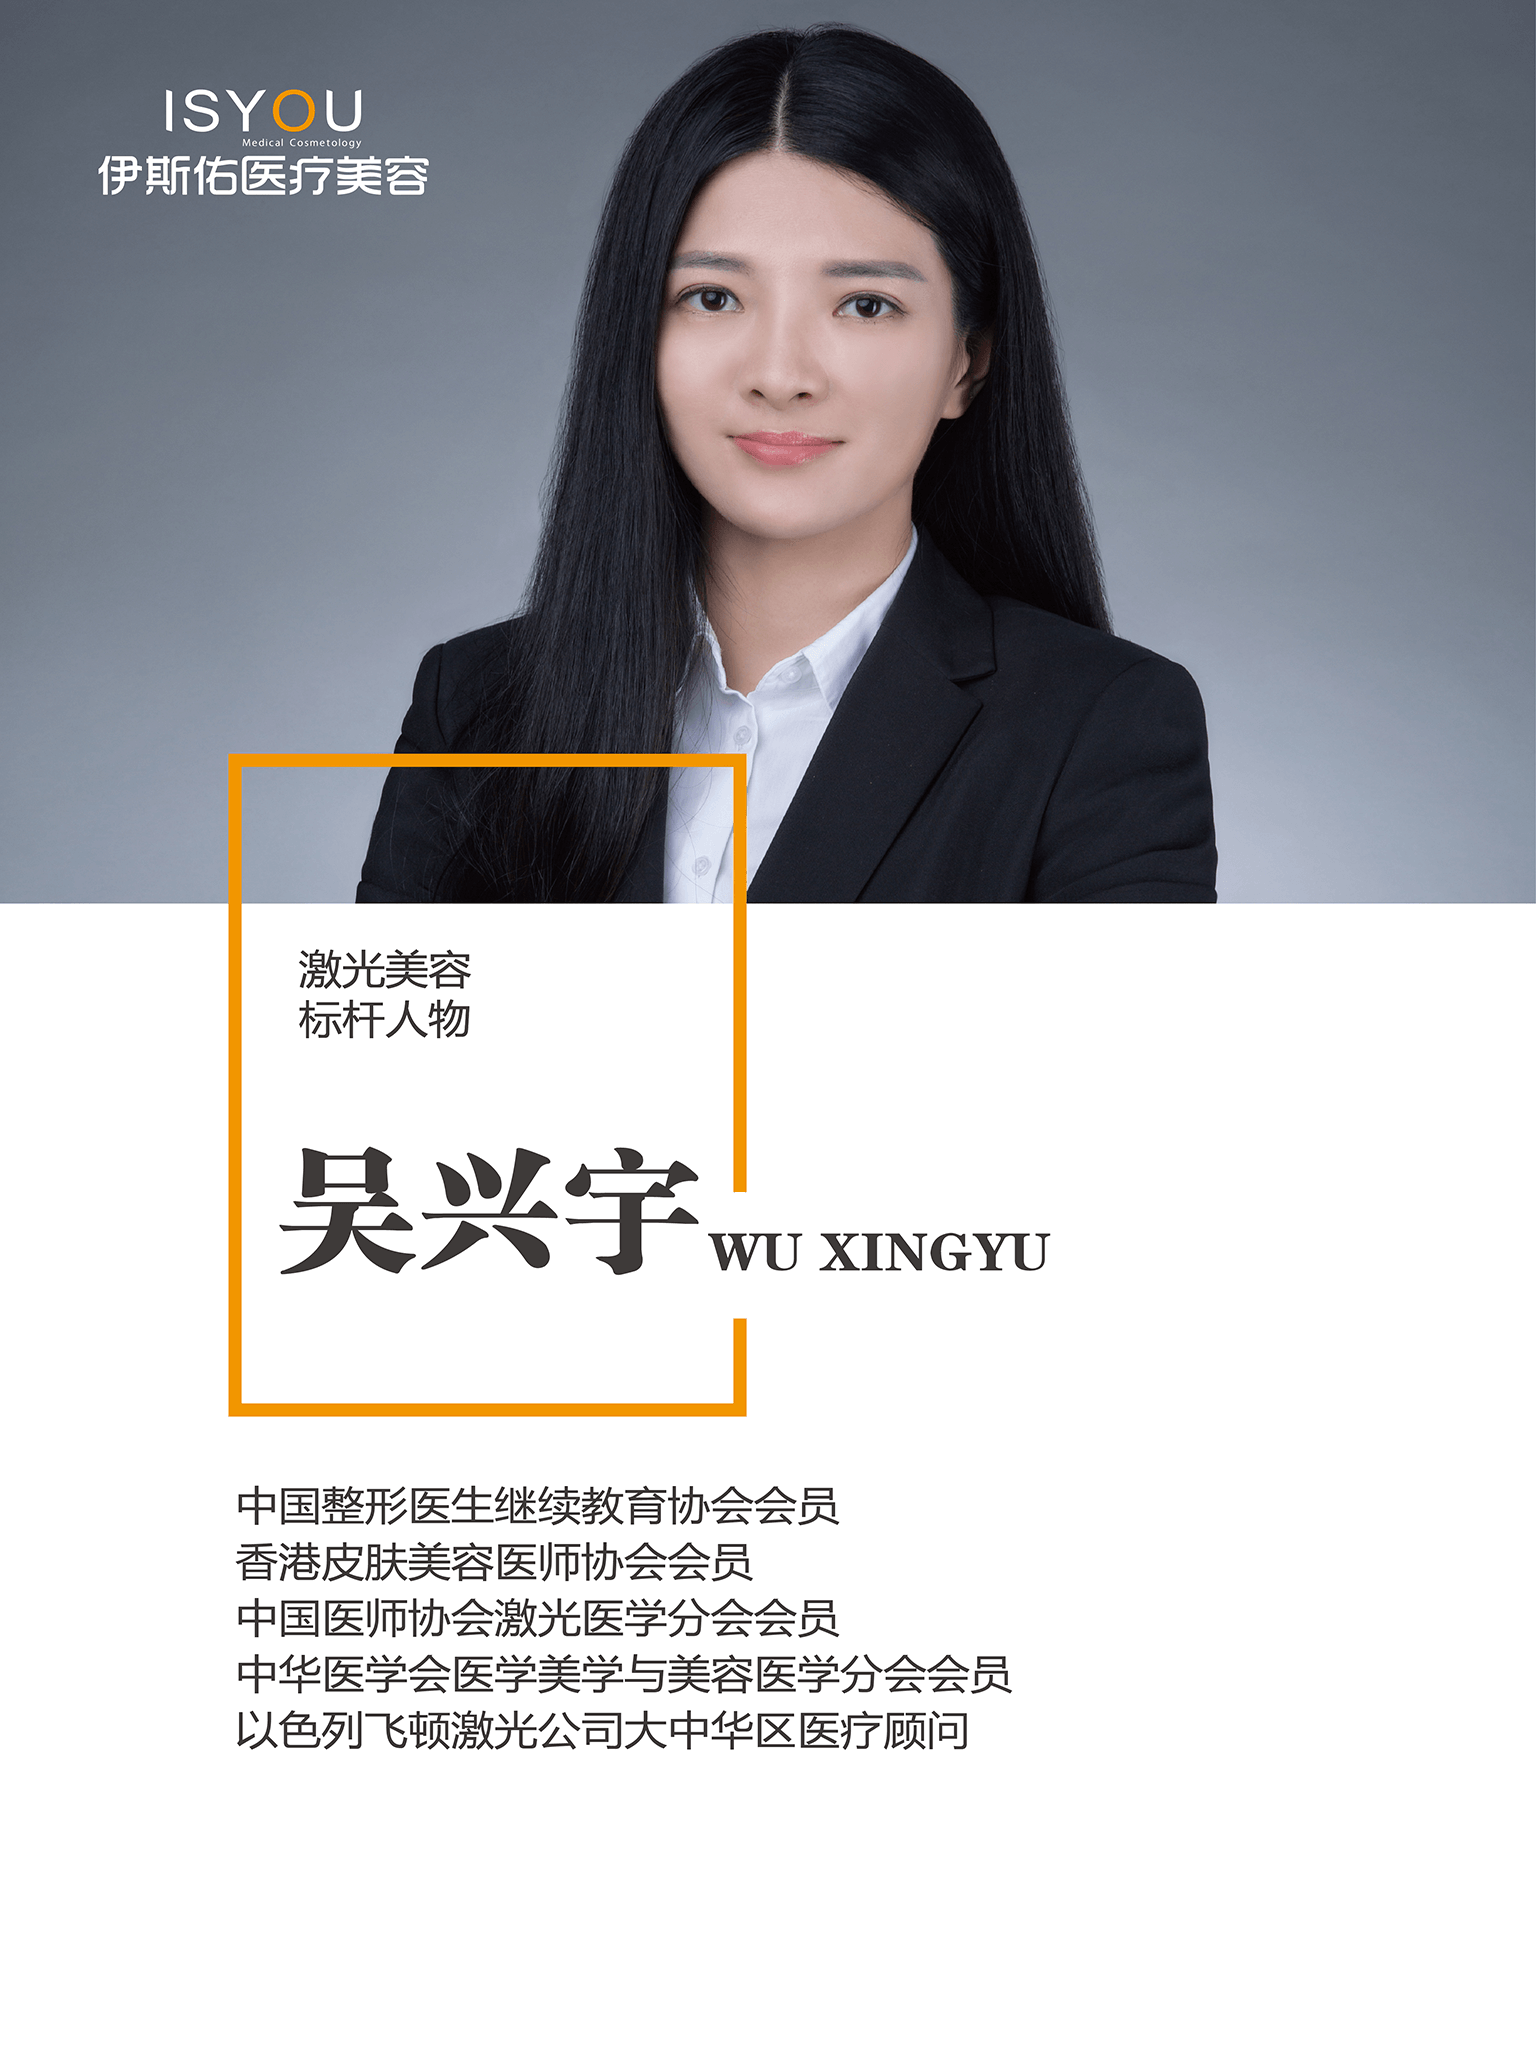 ISYOU
Medical Cosmetology
伊斯佑医疗美容
激光美容
标杆人物
吴兴宇 WU XINGYU
中国整形医生继续教育协会会员
香港皮肤美容医师协会会员
中国医师协会激光医学分会会员
中华医学会医学美学与美容医学分会会员
以色列飞顿激光公司大中华区医疗顾问